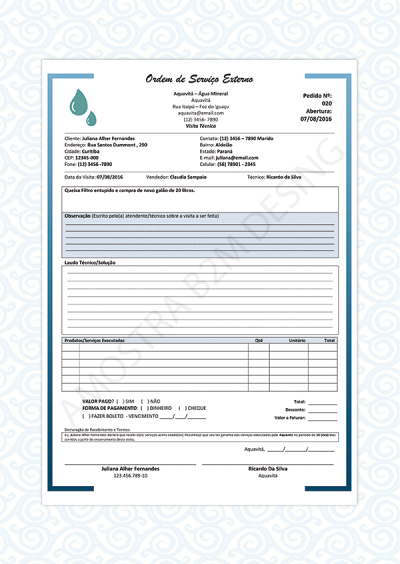 Ordem de Serviço Externo
Aquavitá – Água Mineral
Aquavitá
Rua Itaipú – Foz do Iguaçu
aquavita@email.com
(12) 3456- 7890
Visita Técnica
Pedido Nº:
020
Abertura:
07/08/2016
Cliente: Juliana Alher Fernandes
Endereço: Rua Santos Dummont , 290
Cidade: Curitiba
CEP: 12345-000
Fone: (12) 3456 -7890
Contato: (12) 3456 – 7890 Marido
Bairro: Aldeião
Estado: Paraná
E mail: juliana@email.com
Celular: (56) 78901 - 2345
Data da Visita: 07/08/2016 Vendedor: Claudia Sampaio Técnico: Ricardo da Silva
Queixa Filtro entupido e compra de novo galão de 20 litros.
Observação (Escrito pelo(a) atendente/técnico sobre a visita a ser feita)
Laudo Técnico/Solução
Produtos/Serviços Executados Qtd Unitário Total
VALOR PAGO? ( ) SIM ( ) NÃO
FORMA DE PAGAMENTO: ( ) DINHEIRO ( ) CHEQUE
( ) FAZER BOLETO - VENCIMENTO ____/____/______
Total: ________
Desconto: ________
Valor a Faturar: ________
Declaração de Recebimento e Termos
Eu, Juliana Alher Fernandes declaro que recebi o(s) serviços acima citado(s). Reconheço que vou ter garantia dos serviços executados pela Aquavitá no período de 30 (dias)
corridos a partir do encerramento desta visita.
Aquavitá, ______/______/________
Juliana Alher Fernandes
123.456.789-10
Ricardo Da Silva
Aquavitá
AMOSTRA B2M DESING